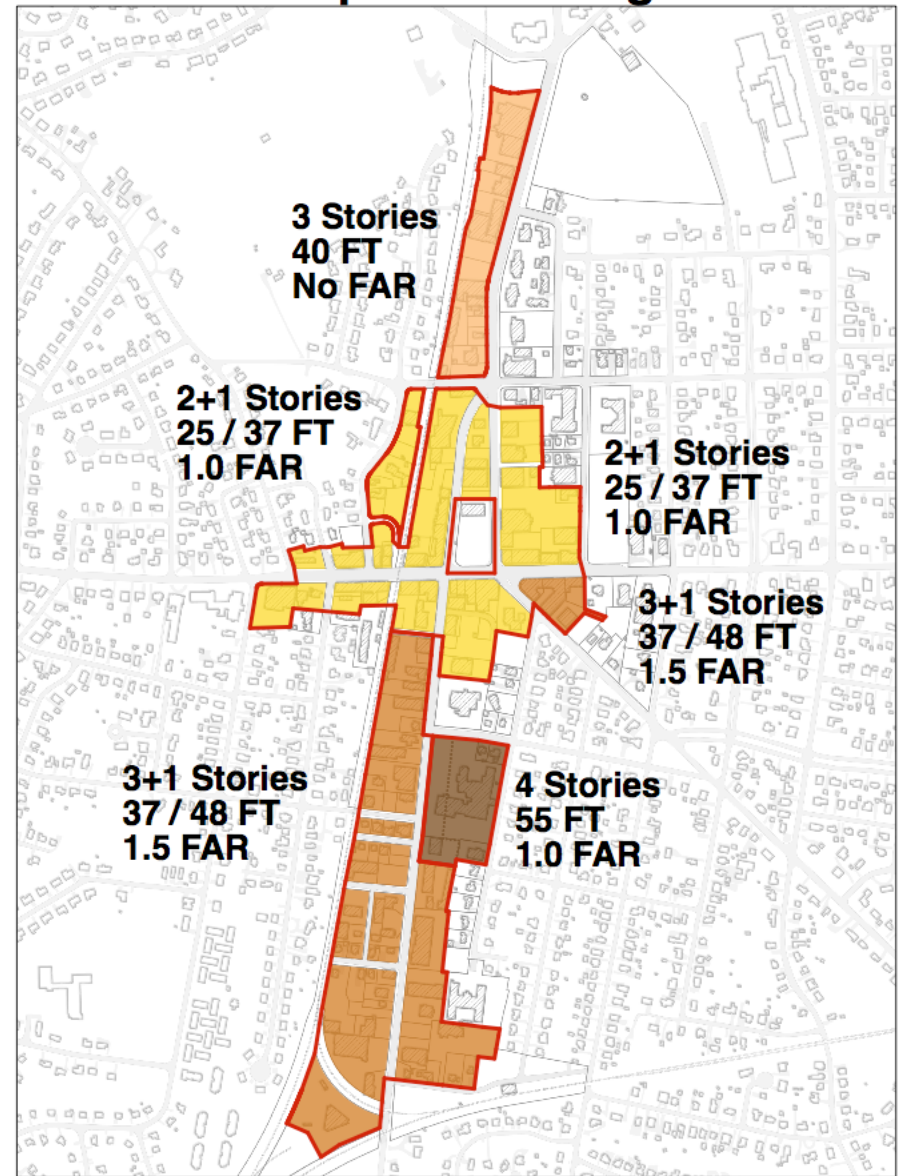 3 Stories
40 FT
No FAR
2+1 Stories
25 / 37 FT
1.0 FAR
2+1 Stories
25 / 37 FT
1.0 FAR
3+1 Stories
37 / 48 FT
1.5 FAR
3+1 Stories
37 / 48 FT
1.5 FAR
4 Stories
55 FT
1.0 FAR